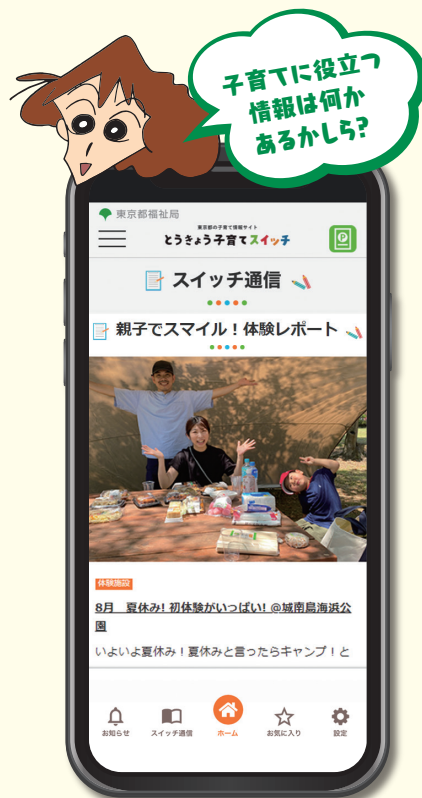 子育てに役立つ
情報は何か
あるかしら?
東京都福祉局
東京都の子育て情報サイト
とうきょう子育てスイッチ
P
スイッチ通信
親子でスマイル!体験レポート
体験施設
8月 夏休み! 初体験がいっぱい! @城南島海浜公
園
いよいよ夏休み!夏休みと言ったらキャンプ!と
お知らせ
スイッチ通信
ホーム
お気に入り
設定